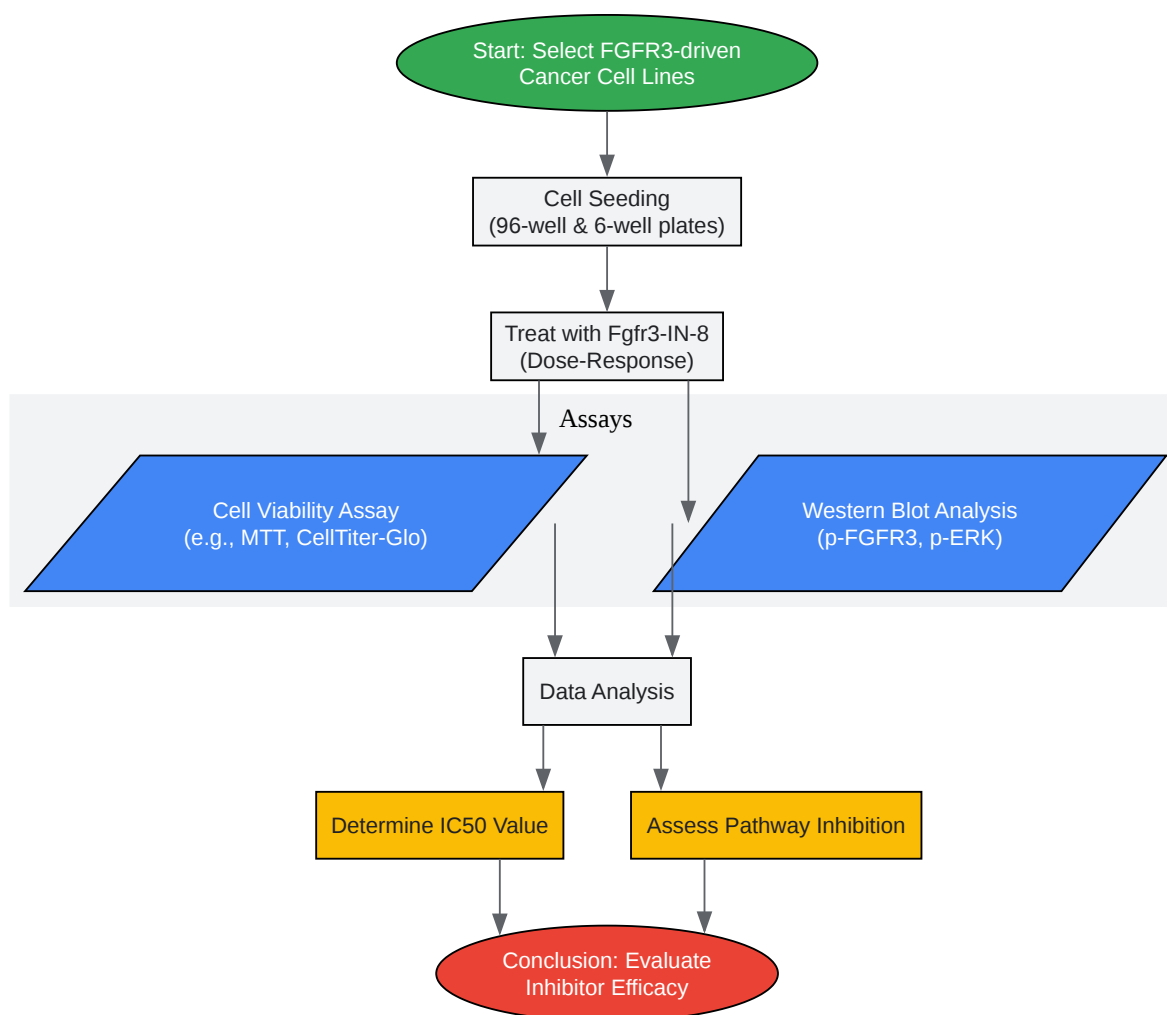 Start: Select FGFR3-driven
Cancer Cell Lines
Cell Seeding
(96-well & 6-well plates)
Treat with Fgfr3-IN-8
(Dose-Response)
Assays
Cell Viability Assay
(e.g., MTT, CellTiter-Glo)
Western Blot Analysis
(p-FGFR3, p-ERK)
Data Analysis
Determine IC50 Value
Assess Pathway Inhibition
Conclusion: Evaluate
Inhibitor Efficacy